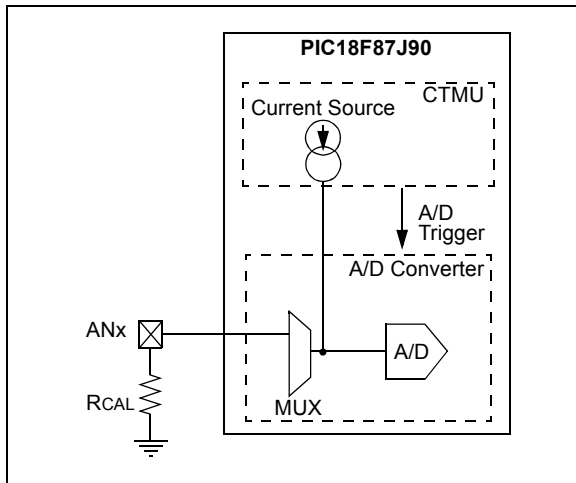 PIC18F87J90
CTMU
Current Source
A/D
Trigger
A/D Converter
ANx
A/D
RCAL
MUX